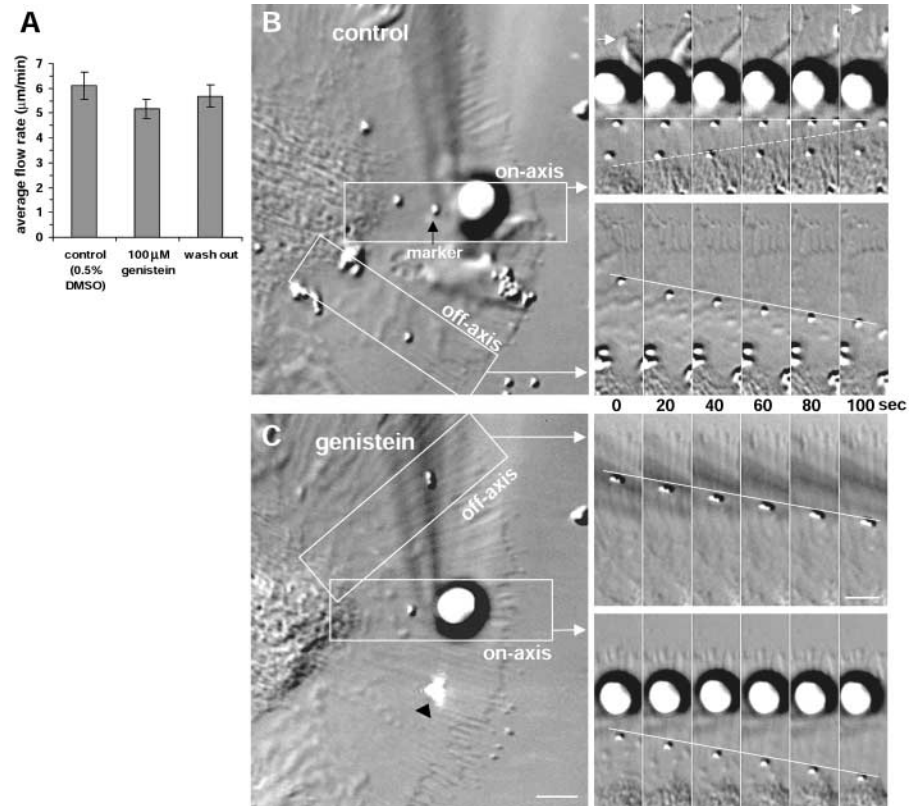 A
average flow rate (μm/min)
7
6
5
4
3
2
1
0
control
(0.5%
DMSO)
100 μM
genistein
wash out
B
control
on-axis
marker
off-axis
0 20 40 60 80 100 sec
C
genistein
off-axis
on-axis